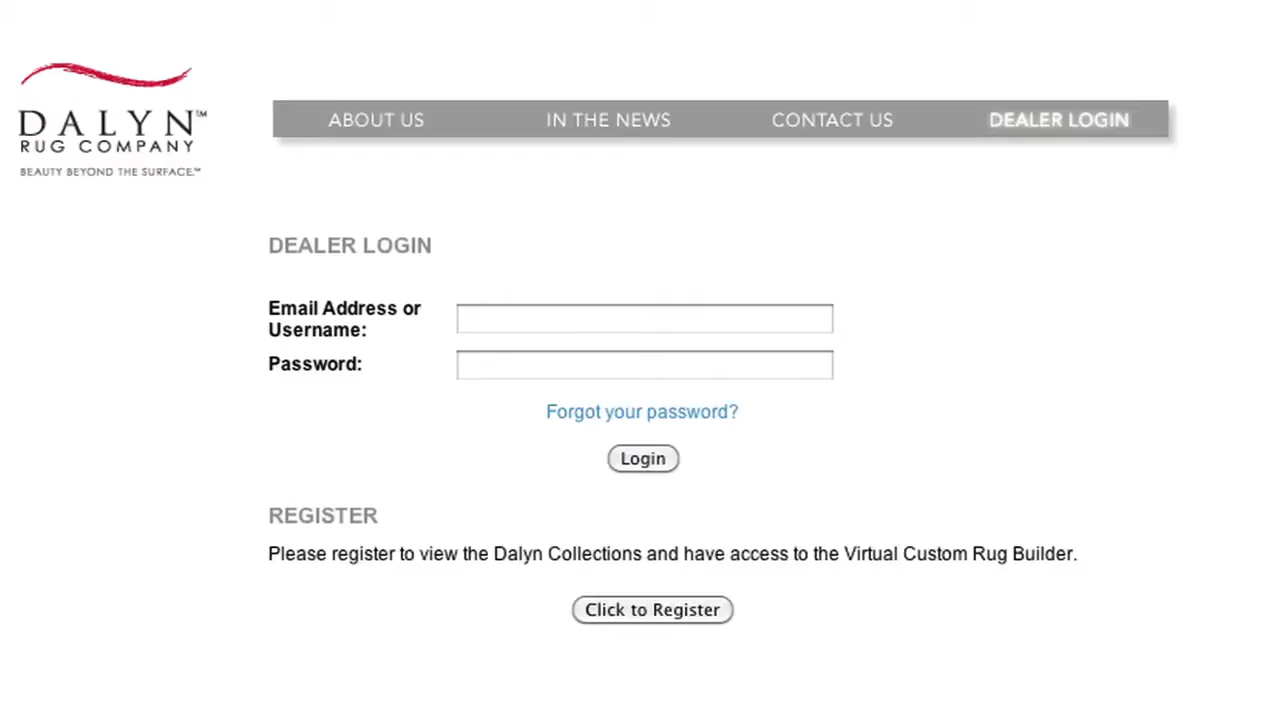 DALYN™
RUG COMPANY
BEAUTY BEYOND THE SURFACE.™
ABOUT US IN THE NEWS CONTACT US DEALER LOGIN
DEALER LOGIN
Email Address or
Username:
Password:
Forgot your password?
Login
REGISTER
Please register to view the Dalyn Collections and have access to the Virtual Custom Rug Builder.
Click to Register